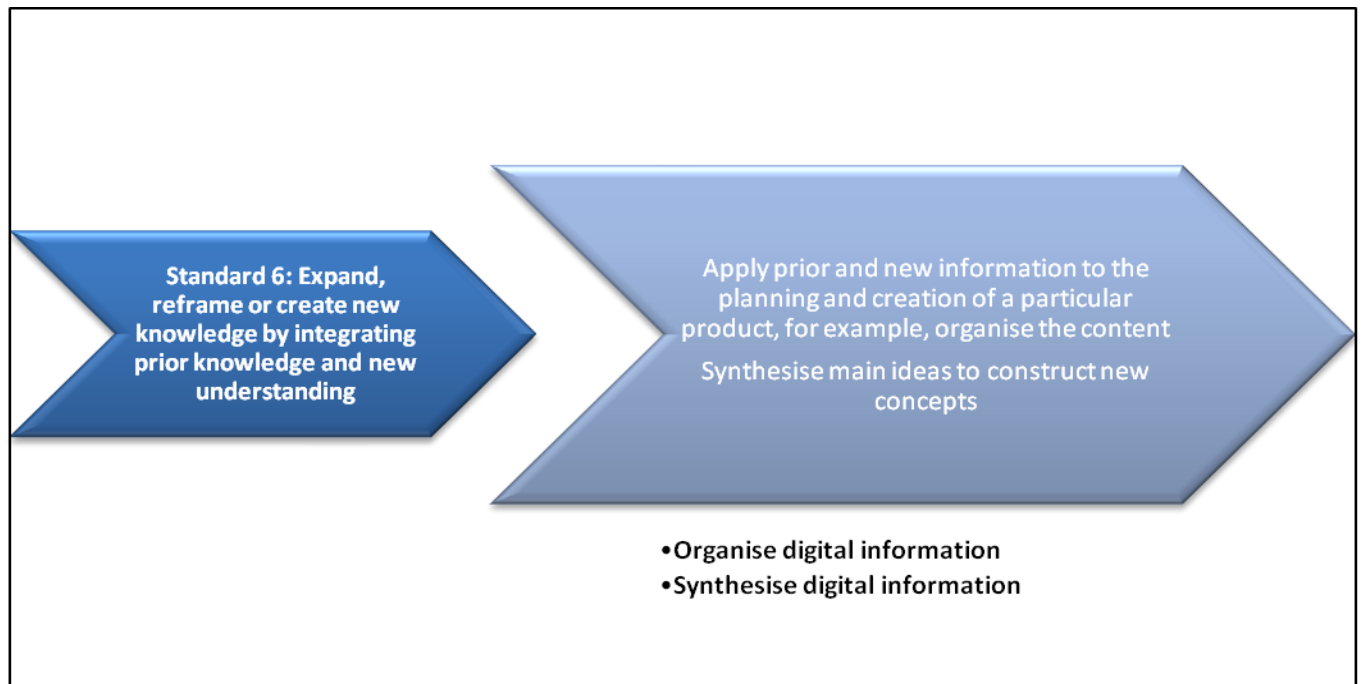 Standard 6: Expand,
reframe or create new
knowledge by integrating
prior knowledge and new
understanding
Apply prior and new information to the
planning and creation of a particular
product, for example, organise the content
Synthesise main ideas to construct new
concepts
•Organise digital information
•Synthesise digital information